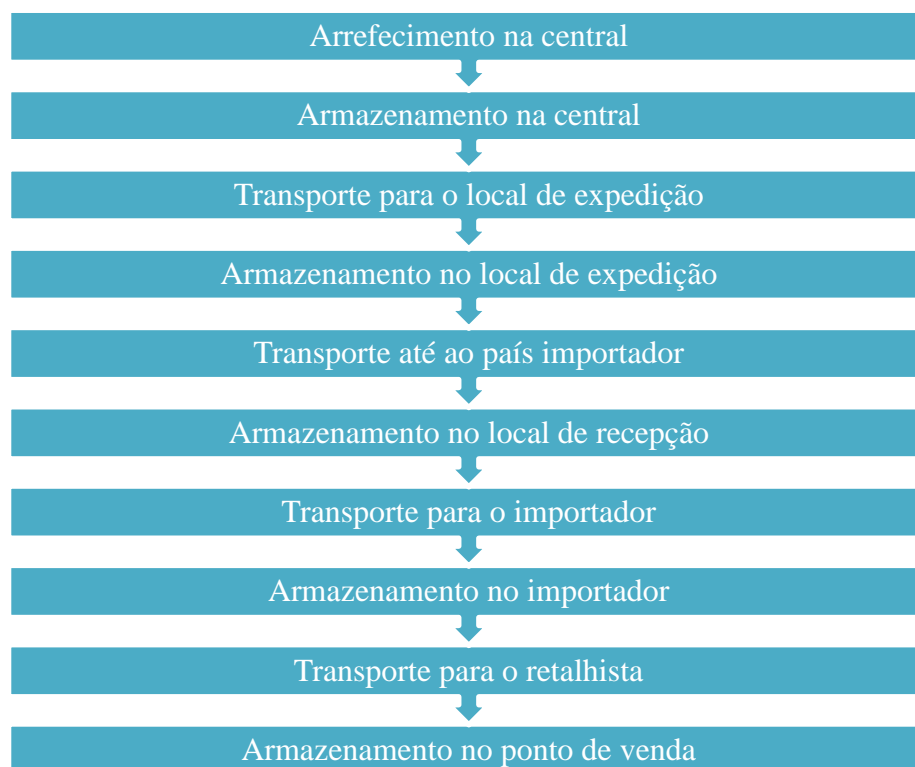 Arrefecimento na central
Armazenamento na central
Transporte para o local de expedição
Armazenamento no local de expedição
Transporte até ao país importador
Armazenamento no local de recepção
Transporte para o importador
Armazenamento no importador
Transporte para o retalhista
Armazenamento no ponto de venda